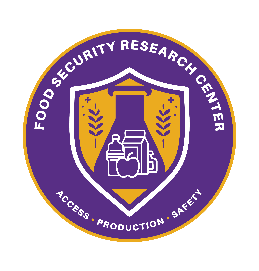 FOOD SECURITY RESEARCH CENTER
ACCESS • PRODUCTION • SAFETY